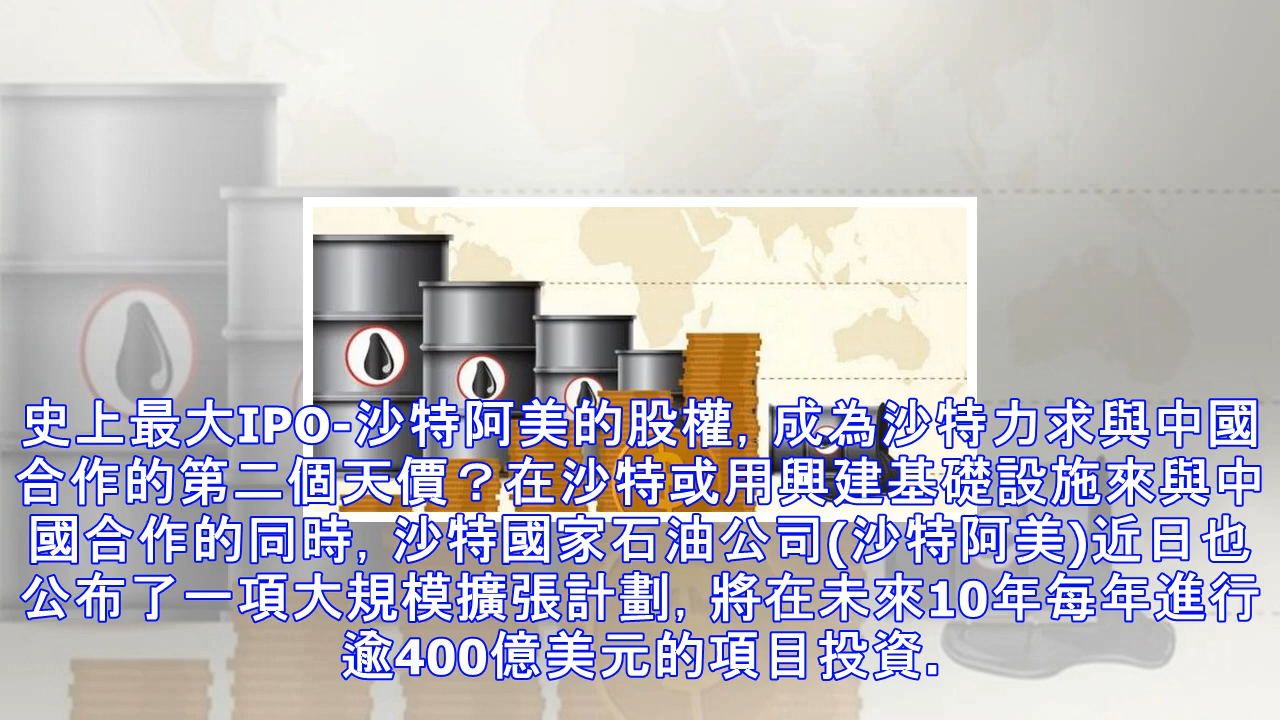 史上最大IPO-沙特阿美的股權, 成為沙特力求與中國
合作的第二個天價？在沙特或用興建基礎設施來與中
國合作的同時, 沙特國家石油公司(沙特阿美)近日也
公布了一項大規模擴張計劃, 將在未來10年每年進行
逾400億美元的項目投資.